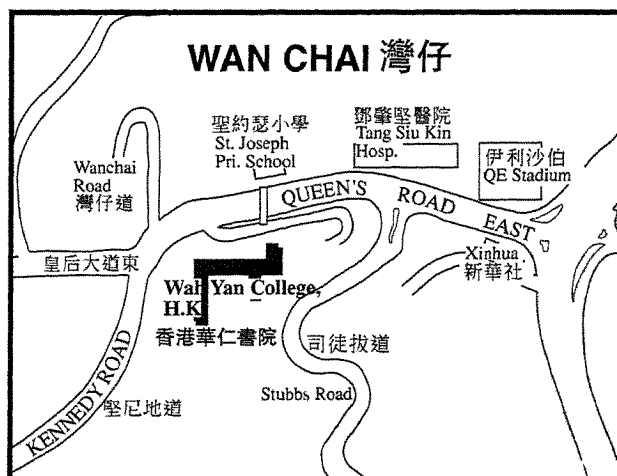 WAN CHAI 灣仔
聖約瑟小學
St. Joseph
Pri. School
鄧肇堅醫院
Tang Siu Kin
Hosp.
伊利沙伯
QE Stadium
Wanchai
Road
灣仔道
QUEEN'S ROAD EAST
皇后大道東
Xinhua
新華社
Wah Yan College,
H.K
香港華仁書院
司徒拔道
Stubbs Road
KENNEDY ROAD
堅尼地道